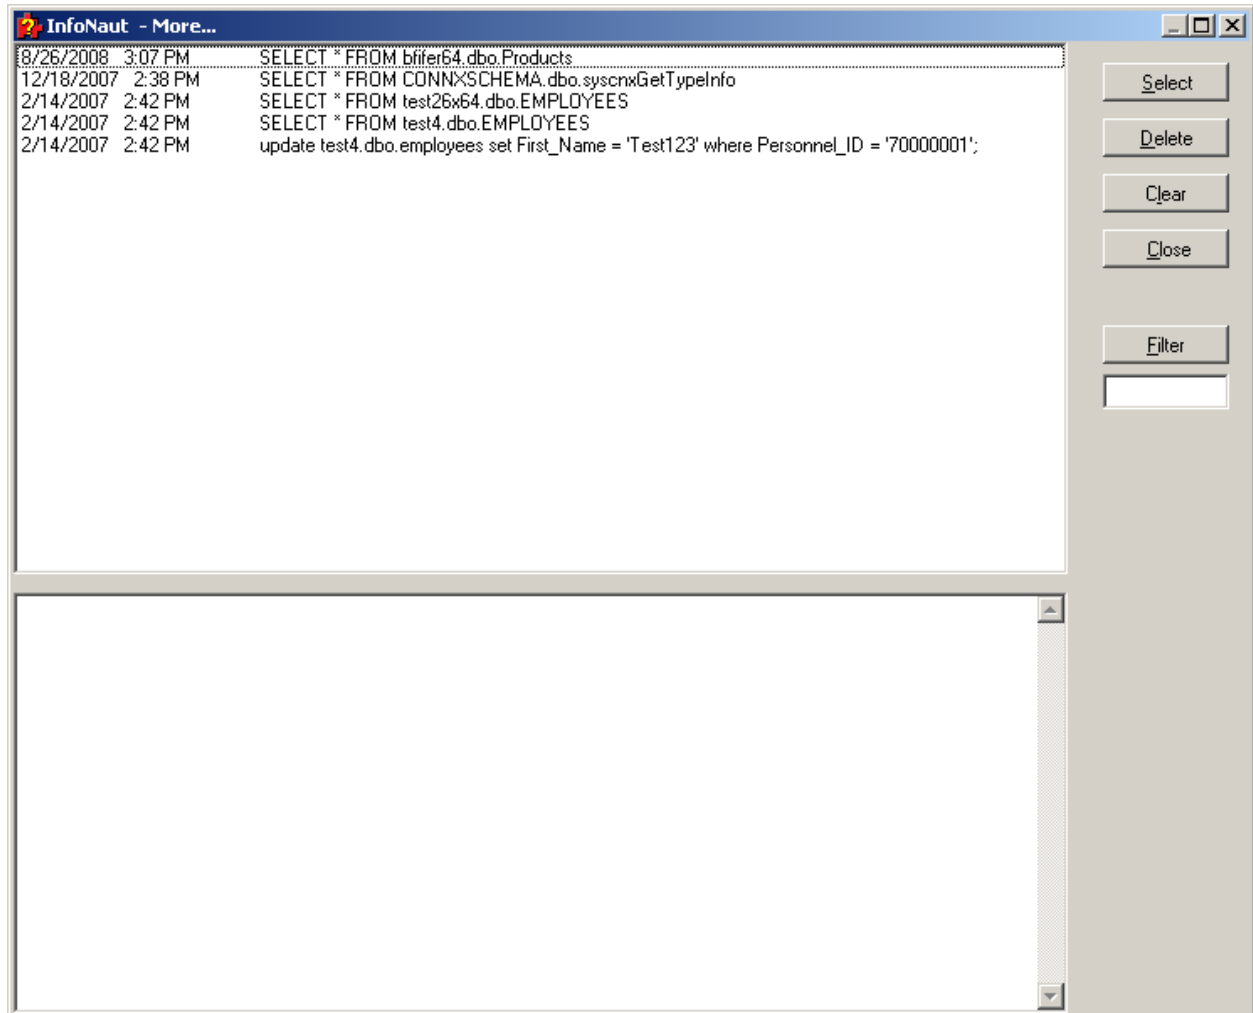 InfoNaut - More...
8/26/2008 3:07 PM SELECT * FROM bfifer64.dbo.Products
12/18/2007 2:38 PM SELECT * FROM CONNXSCHEMA.dbo.syscnxGetTypeInfo
2/14/2007 2:42 PM SELECT * FROM test26x64.dbo.EMPLOYEES
2/14/2007 2:42 PM SELECT * FROM test4.dbo.EMPLOYEES
2/14/2007 2:42 PM update test4.dbo.employees set First_Name = 'Test123' where Personnel_ID = '70000001';
Select
Delete
Clear
Close
Filter